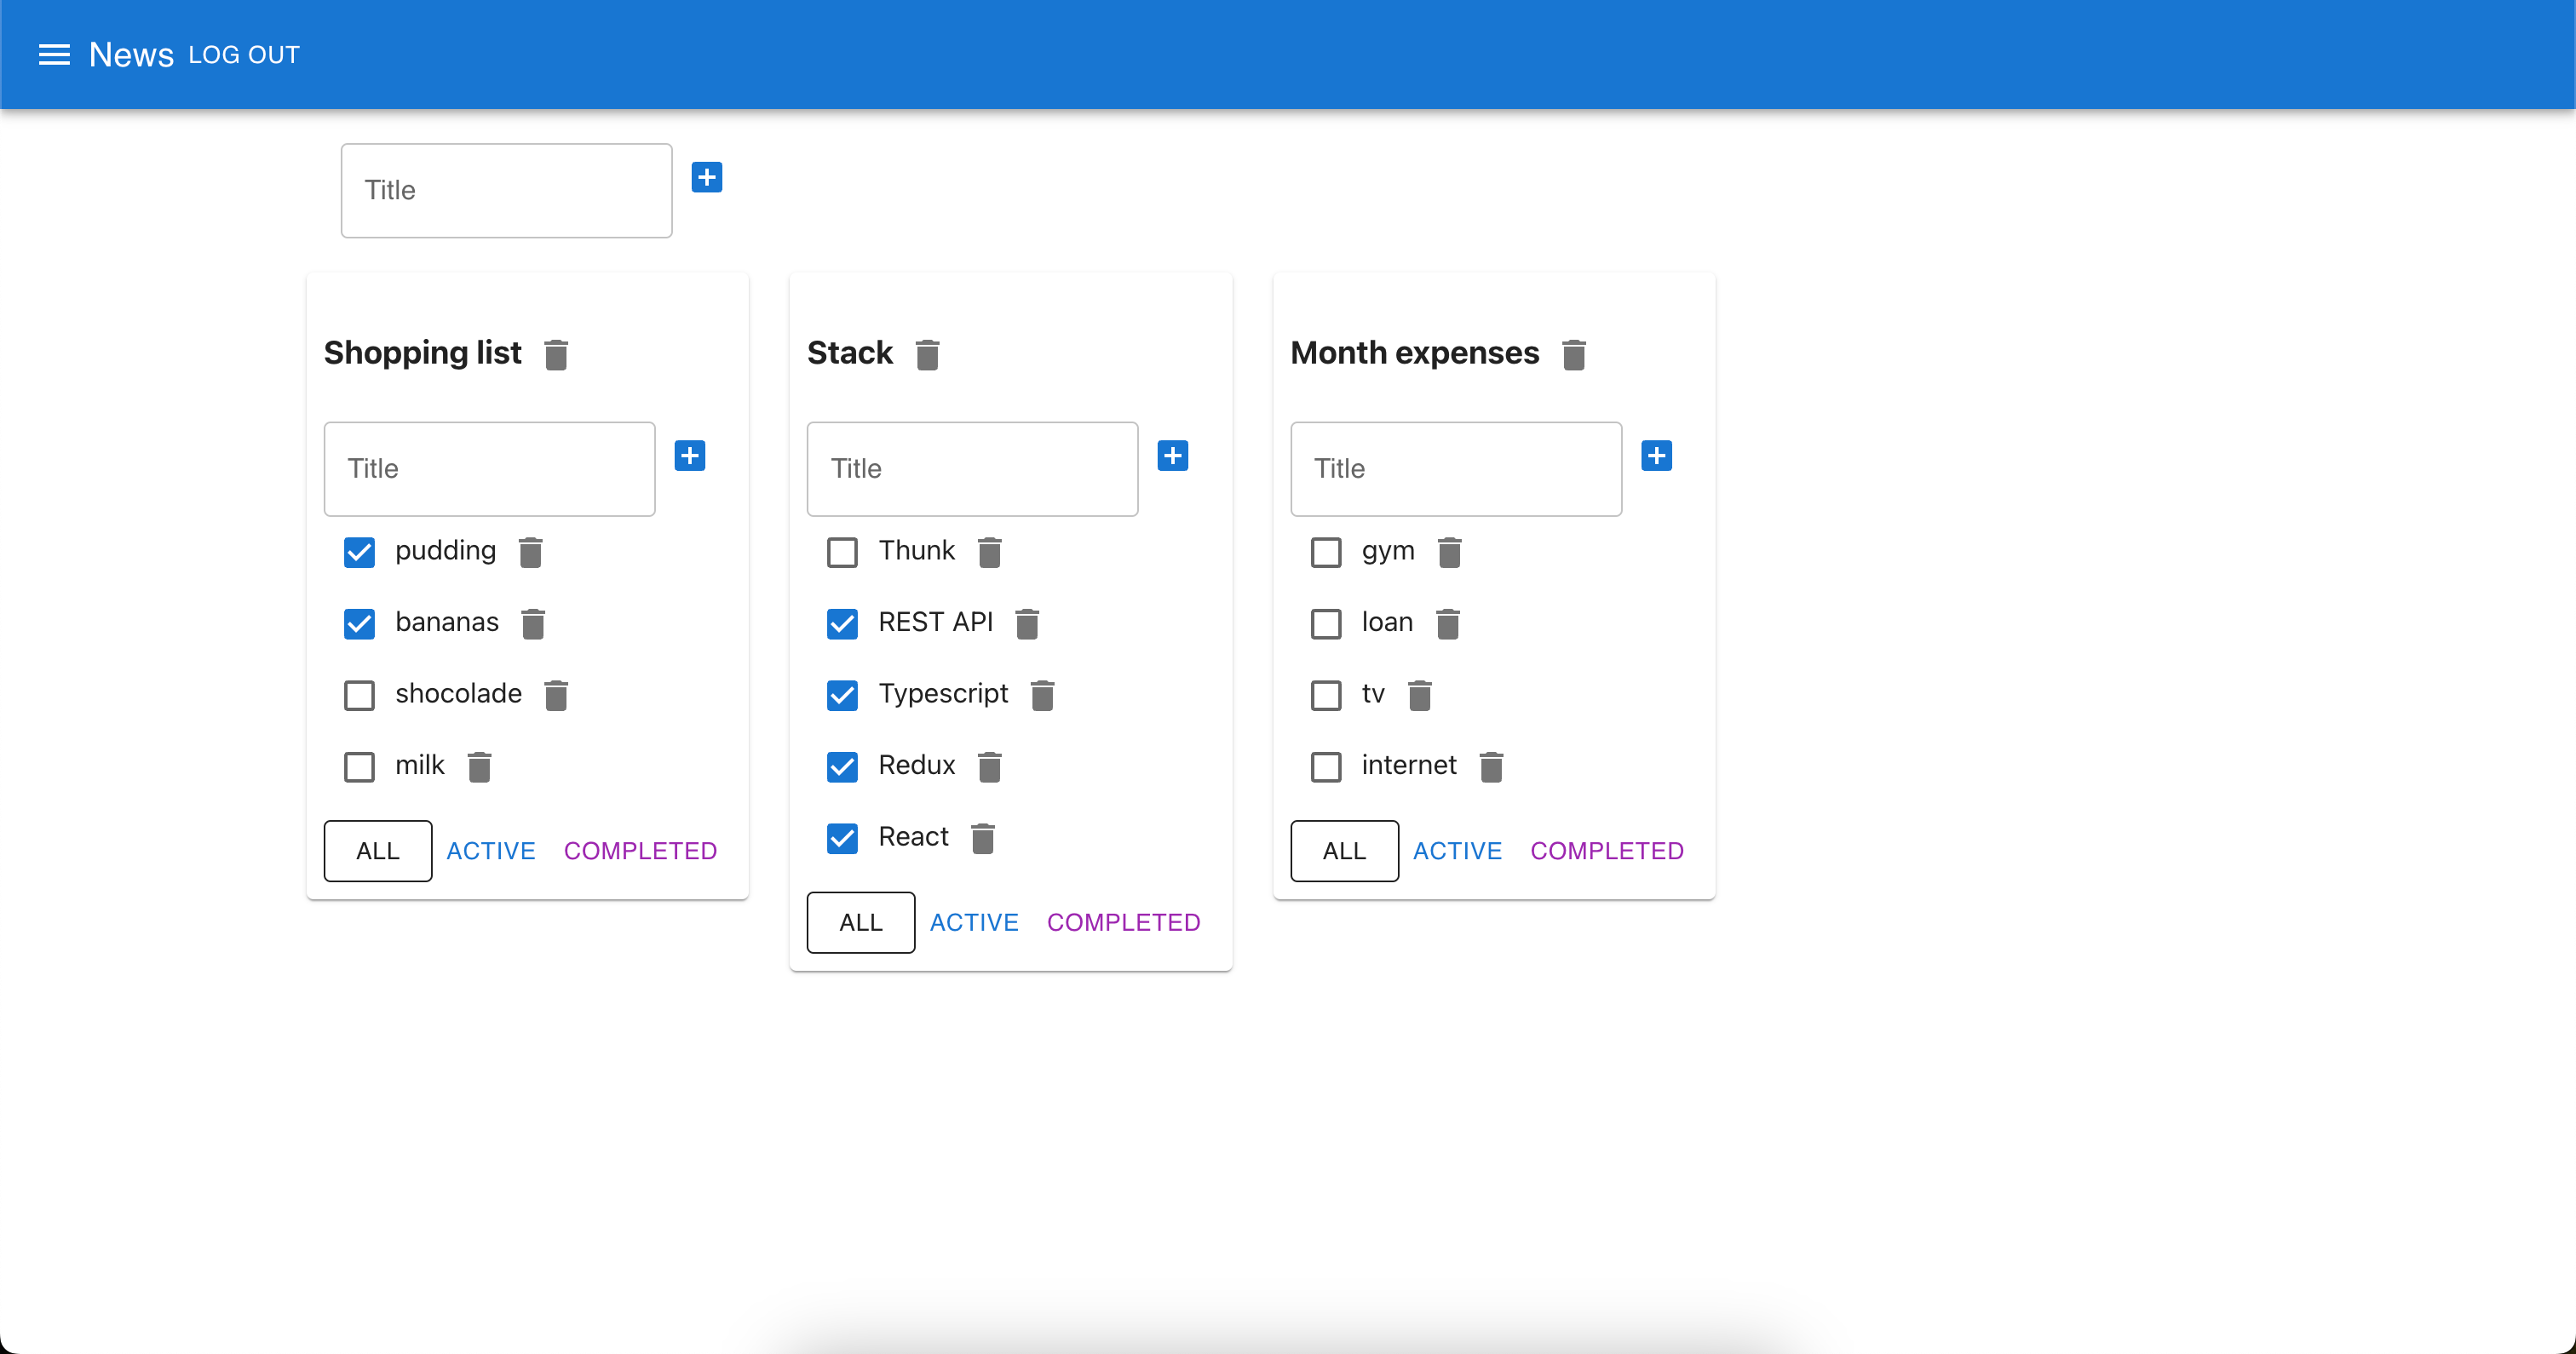 News LOG OUT
Title
Shopping list
Title
pudding
bananas
shocolade
milk
ALL ACTIVE COMPLETED
Stack
Title
Thunk
REST API
Typescript
Redux
React
ALL ACTIVE COMPLETED
Month expenses
Title
gym
loan
tv
internet
ALL ACTIVE COMPLETED